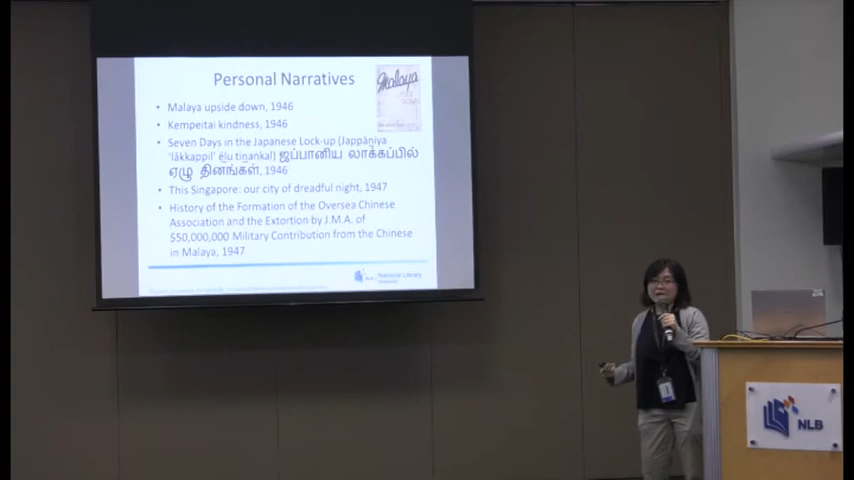 Personal Narratives
Malaya
• Malaya upside down, 1946
• Kempeitai kindness, 1946
• Seven Days in the Japanese Lock-up (Jappāṉiya
'lākkappil' ēḻu tiṉankal) ஜப்பானிய லாக்கப்பில்
ஏழு தினங்கள், 1946
• This Singapore: our city of dreadful night, 1947
• History of the Formation of the Oversea Chinese
Association and the Extortion by J.M.A. of
$50,000,000 Military Contribution from the Chinese
in Malaya, 1947
NLB National Library
NLB